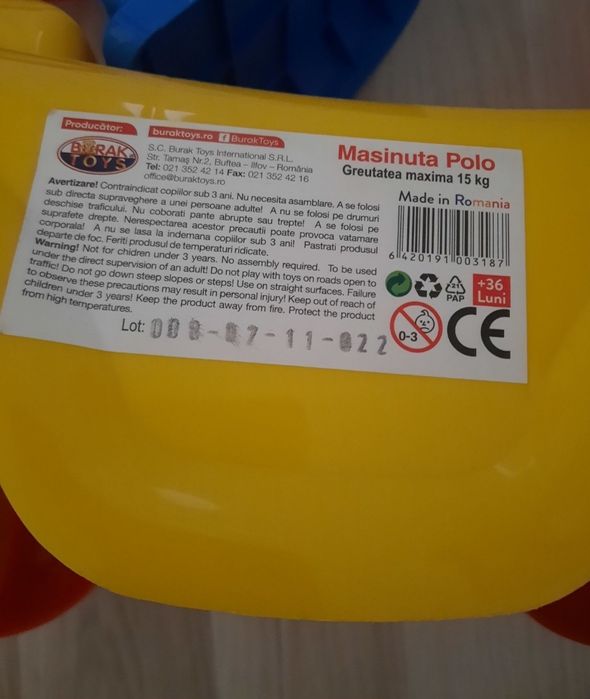 Producător:
BURAK
TOYS
buraktoys.ro f BurakToys
S.C. Burak Toys International S.R.L.
Str. Tamaș Nr.2, Buftea – Ilfov – România
Tel: 021 352 42 14 Fax: 021 352 42 16
office@buraktoys.ro
Masinuta Polo
Greutatea maxima 15 kg
Made in Romania
6 420191 003187
Avertizare! Contraindicat copiilor sub 3 ani. Nu necesita asamblare. A se folosi
sub directa supraveghere a unei persoane adulte! A nu se folosi pe drumuri
deschise traficului. Nu coborati pante abrupte sau trepte! A se folosi pe
suprafete drepte. Nerespectarea acestor precautii poate provoca vatamare
corporala! A nu se lasa la indemana copiilor sub 3 ani! Pastrati produsul
departe de foc. Feriti produsul de temperaturi ridicate.
Warning! Not for chidren under 3 years. No assembly required. To be used
under the direct supervision of an adult! Do not play with toys on roads open to
traffic! Do not go down steep slopes or steps! Use on straight surfaces. Failure
to observe these precautions may result in personal injury! Keep out of reach of
children under 3 years! Keep the product away from fire. Protect the product
from high temperatures.
21
PAP
+36
Luni
0-3
CE
Lot: 008-07-11-022